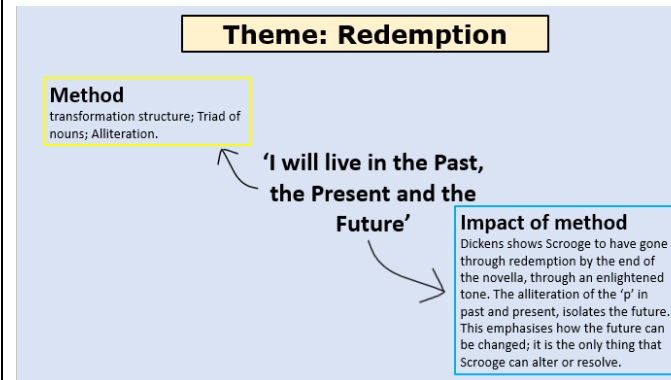 Theme: Redemption
Method
transformation structure; Triad of
nouns; Alliteration.
‘I will live in the Past,
the Present and the
Future’
Impact of method
Dickens shows Scrooge to have gone
through redemption by the end of
the novella, through an enlightened
tone. The alliteration of the ‘p’ in
past and present, isolates the future.
This emphasises how the future can
be changed; it is the only thing that
Scrooge can alter or resolve.